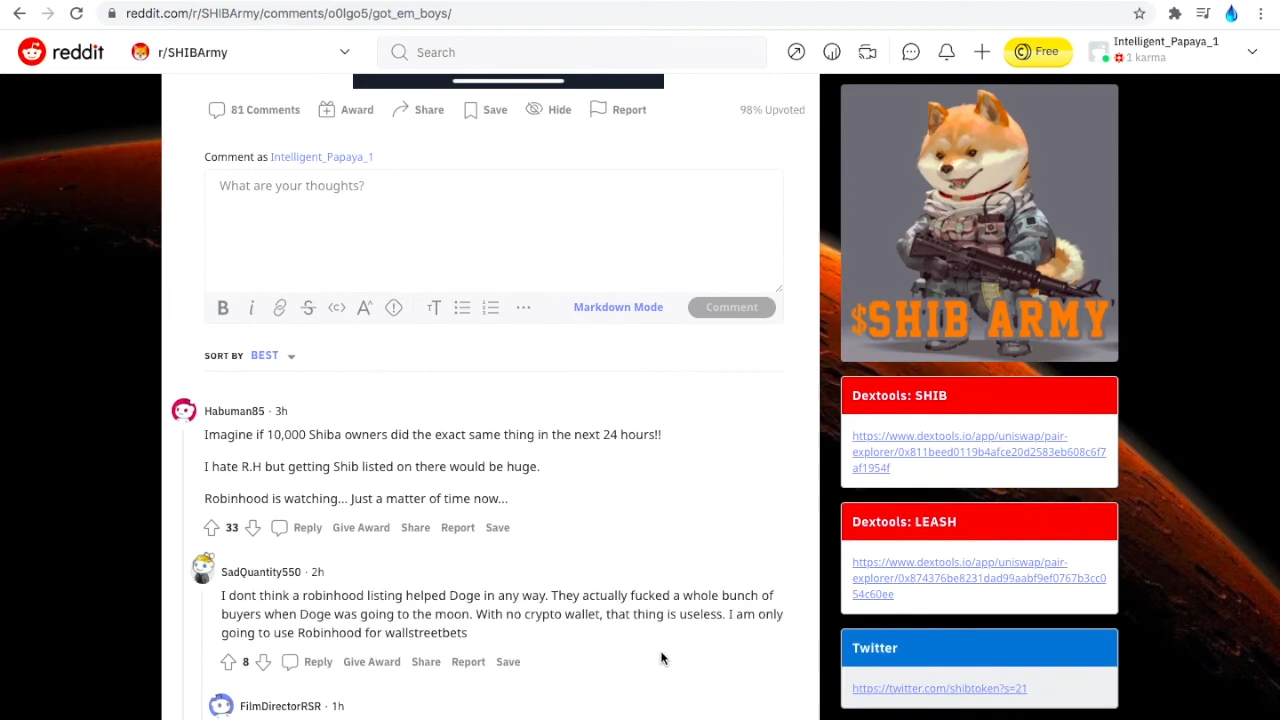 reddit.com/r/SHIBArmy/comments/o0lgo5/got_em_boys/
reddit
r/SHIBArmy
Search
Free
Intelligent_Papaya_1
1 karma
81 Comments
Award
Share
Save
Hide
Report
98% Upvoted
Comment as Intelligent_Papaya_1
What are your thoughts?
Markdown Mode
Comment
SORT BY BEST
Habuman85 · 3h
Imagine if 10,000 Shiba owners did the exact same thing in the next 24 hours!!
I hate R.H but getting Shib listed on there would be huge.
Robinhood is watching... Just a matter of time now...
33 Reply Give Award Share Report Save
SadQuantity550 · 2h
I dont think a robinhood listing helped Doge in any way. They actually fucked a whole bunch of
buyers when Doge was going to the moon. With no crypto wallet, that thing is useless. I am only
going to use Robinhood for wallstreetbets
8 Reply Give Award Share Report Save
FilmDirectorRSR · 1h
$SHIB ARMY
Dextools: SHIB
https://www.dextools.io/app/uniswap/pair-
explorer/0x811beed0119b4afce20d2583eb608c6f7
af1954f
Dextools: LEASH
https://www.dextools.io/app/uniswap/pair-
explorer/0x874376be8231dad99aabf9ef0767b3cc0
54c60ee
Twitter
https://twitter.com/shibtoken?s=21